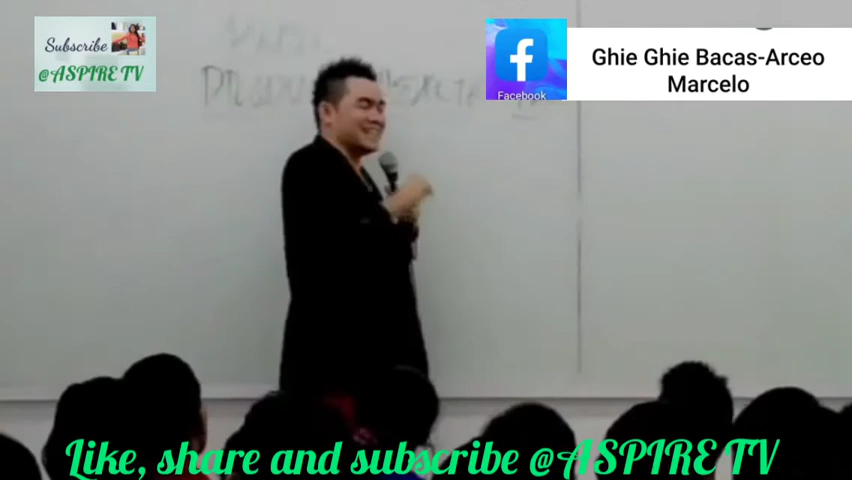 Subscribe
@ASPIRE TV
Facebook
Ghie Ghie Bacas-Arceo
Marcelo
Like, share and subscribe @ASPIRE TV